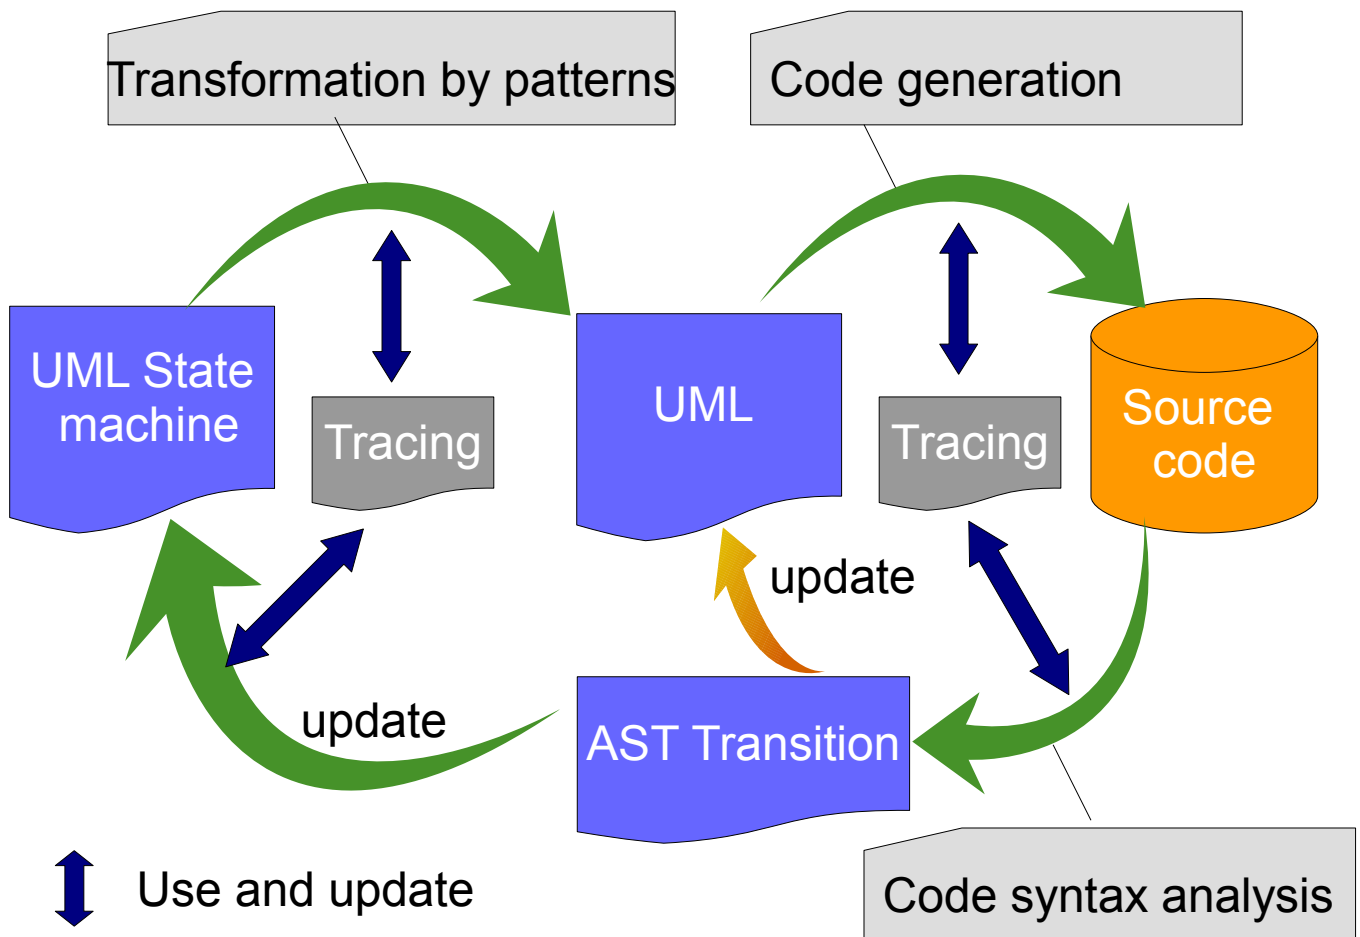 Transformation by patterns
Code generation
UML State
machine
Tracing
UML
Tracing
Source
code
update
update
AST Transition
Use and update
Code syntax analysis